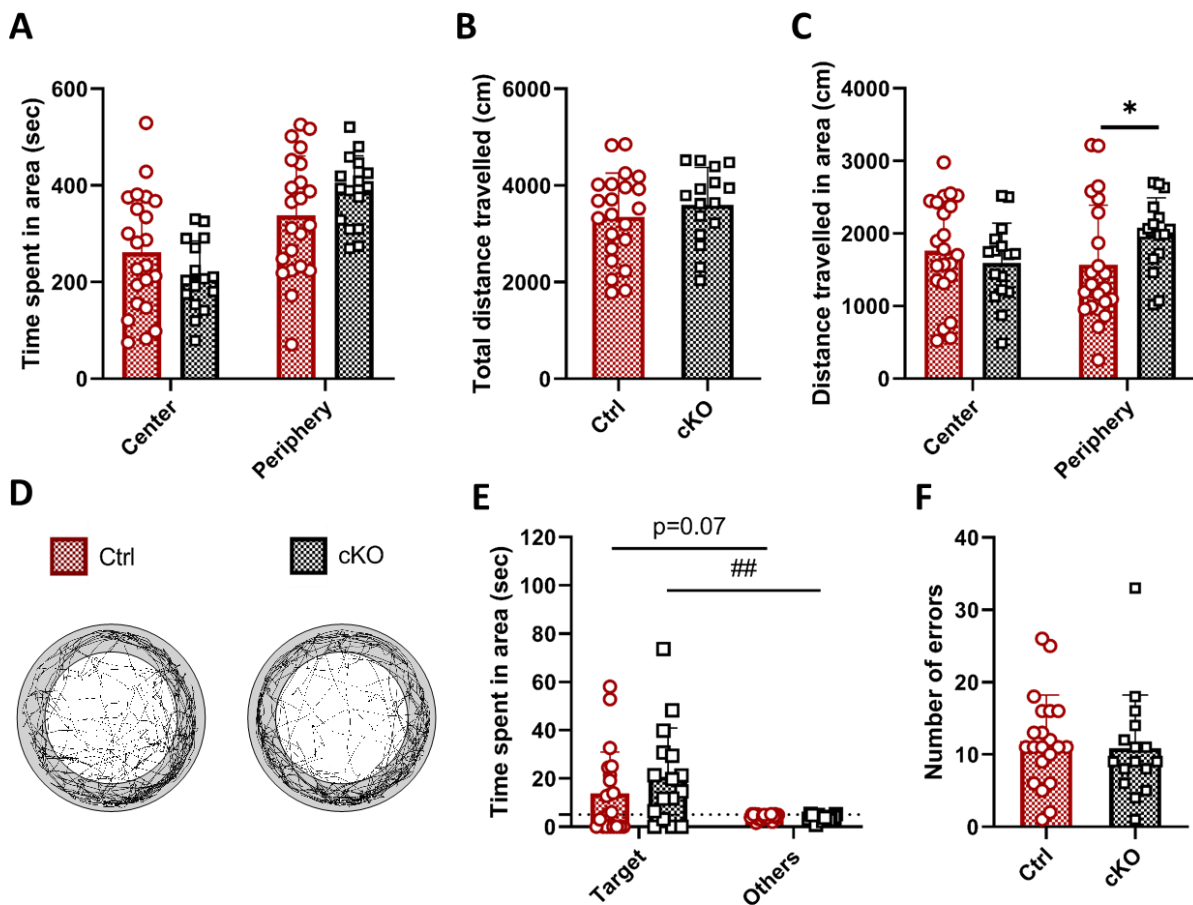 A
Time spent in area (sec)
600
400
200
0
Center
Periphery
B
Total distance travelled (cm)
6000
4000
2000
0
Ctrl
cKO
C
Distance travelled in area (cm)
4000
3000
2000
1000
0
*
Center
Periphery
D
Ctrl
cKO
E
Time spent in area (sec)
120
100
80
60
40
20
0
p=0.07
##
Target
Others
F
Number of errors
40
30
20
10
0
Ctrl
cKO